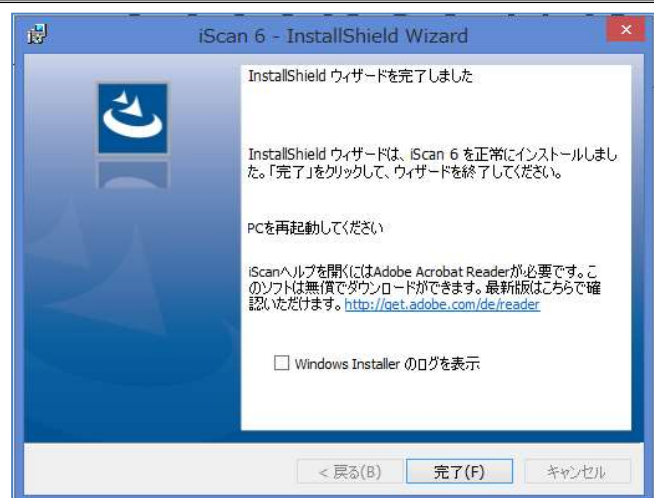 iScan 6 - InstallShield Wizard
InstallShield ウィザードを完了しました
InstallShield ウィザードは、iScan 6 を正常にインストールしまし
た。「完了」をクリックして、ウィザードを終了してください。
PCを再起動してください
iScanヘルプを開くにはAdobe Acrobat Readerが必要です。こ
のソフトは無償でダウンロードができます。最新版はこちらで確
認いただけます。http://get.adobe.com/de/reader
Windows Installer のログを表示
< 戻る(B)
完了(F)
キャンセル